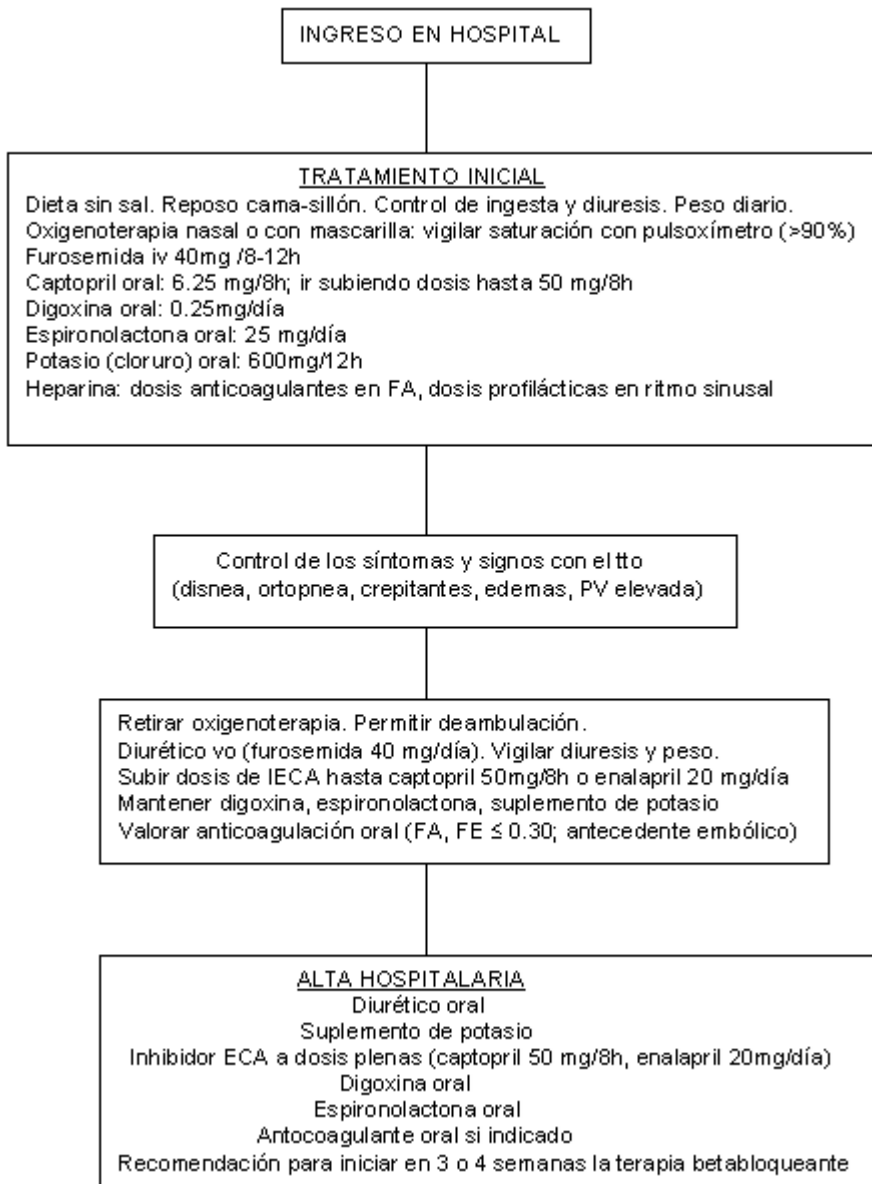 INGRESO EN HOSPITAL
TRATAMIENTO INICIAL
Dieta sin sal. Reposo cama-sillón. Control de ingesta y diuresis. Peso diario.
Oxigenoterapia nasal o con mascarilla: vigilar saturación con pulsoxímetro (>90%)
Furosemida iv 40mg /8-12h
Captopril oral: 6.25 mg/8h; ir subiendo dosis hasta 50 mg/8h
Digoxina oral: 0.25mg/día
Espironolactona oral: 25 mg/día
Potasio (cloruro) oral: 600mg/12h
Heparina: dosis anticoagulantes en FA, dosis profilácticas en ritmo sinusal
Control de los síntomas y signos con el tto
(disnea, ortopnea, crepitantes, edemas, PV elevada)
Retirar oxigenoterapia. Permitir deambulación.
Diurético vo (furosemida 40 mg/día). Vigilar diuresis y peso.
Subir dosis de IECA hasta captopril 50mg/8h o enalapril 20 mg/día
Mantener digoxina, espironolactona, suplemento de potasio
Valorar anticoagulación oral (FA, FE ≤ 0.30; antecedente embólico)
ALTA HOSPITALARIA
Diurético oral
Suplemento de potasio
Inhibidor ECA a dosis plenas (captopril 50 mg/8h, enalapril 20mg/día)
Digoxina oral
Espironolactona oral
Antocoagulante oral si indicado
Recomendación para iniciar en 3 o 4 semanas la terapia betabloqueante